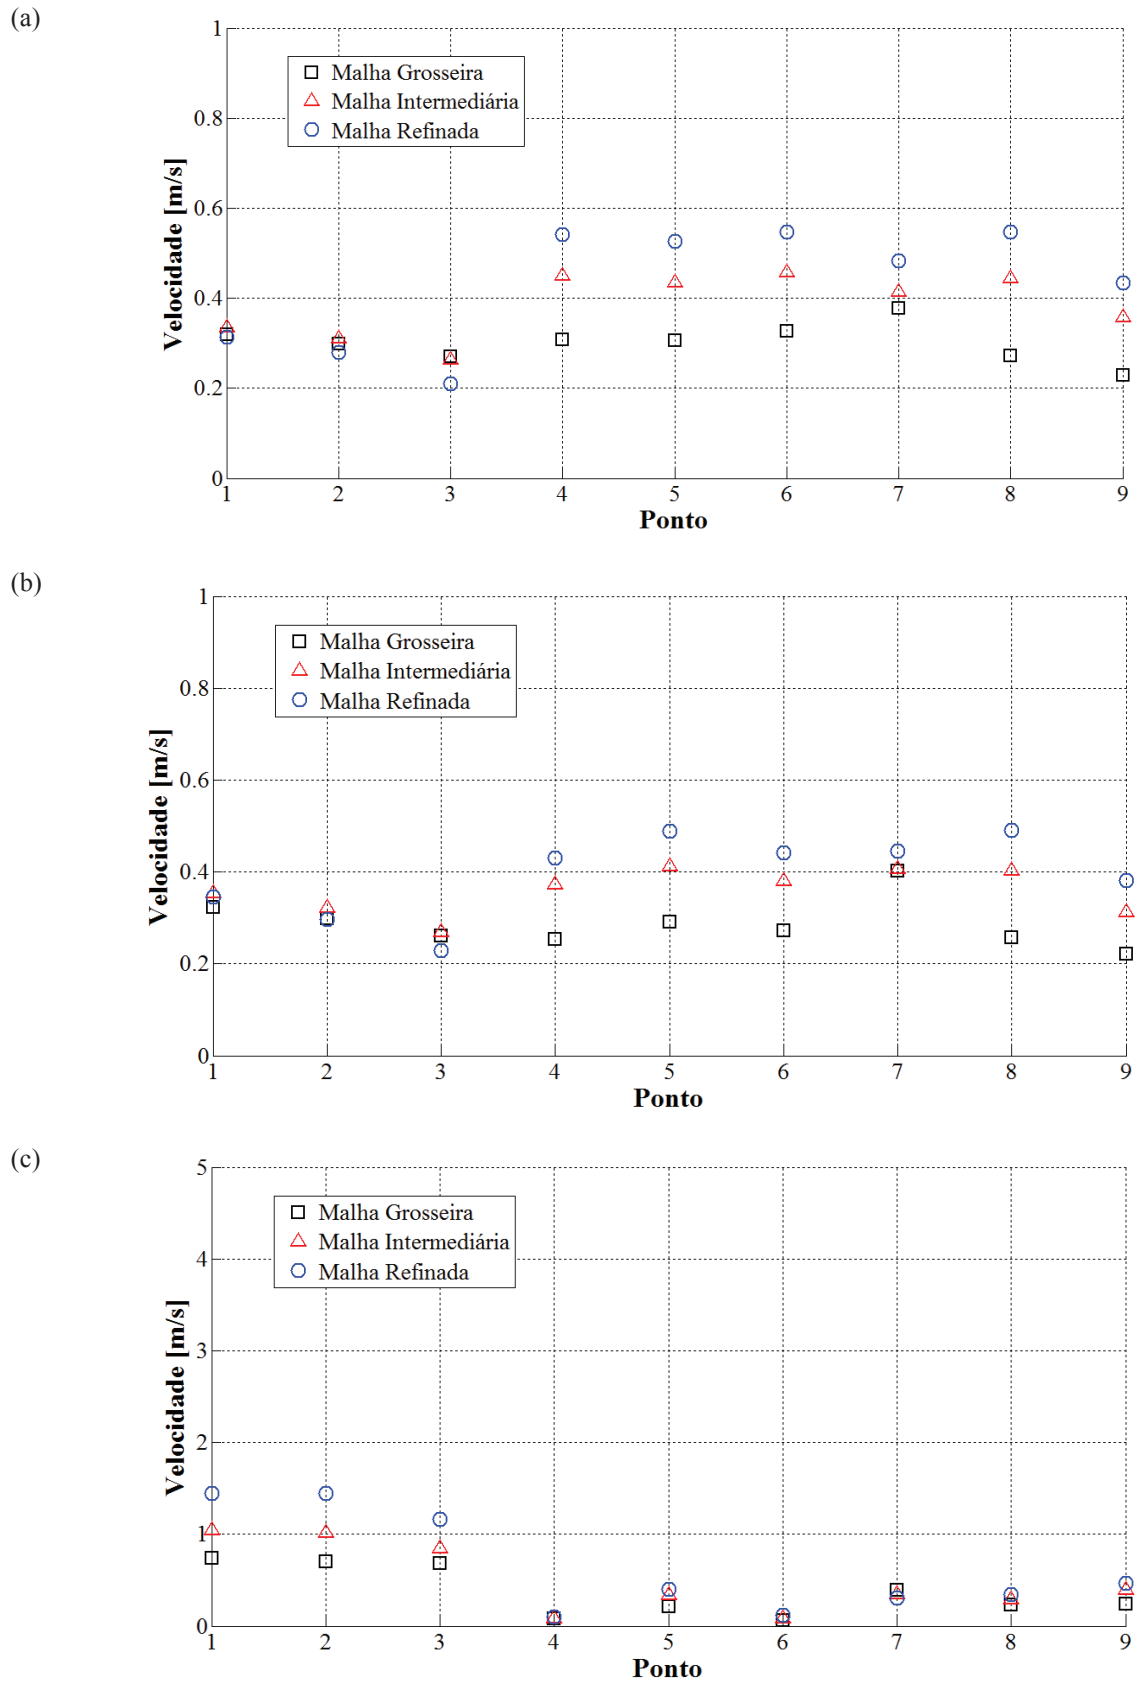 (a)
1
0.8
0.6
0.4
0.2
0
Velocidade [m/s]
Malha Grosseira
Malha Intermediária
Malha Refinada
1 2 3 4 5 6 7 8 9
Ponto
(b)
1
0.8
0.6
0.4
0.2
0
Velocidade [m/s]
Malha Grosseira
Malha Intermediária
Malha Refinada
1 2 3 4 5 6 7 8 9
Ponto
(c)
5
4
3
2
1
0
Velocidade [m/s]
Malha Grosseira
Malha Intermediária
Malha Refinada
1 2 3 4 5 6 7 8 9
Ponto